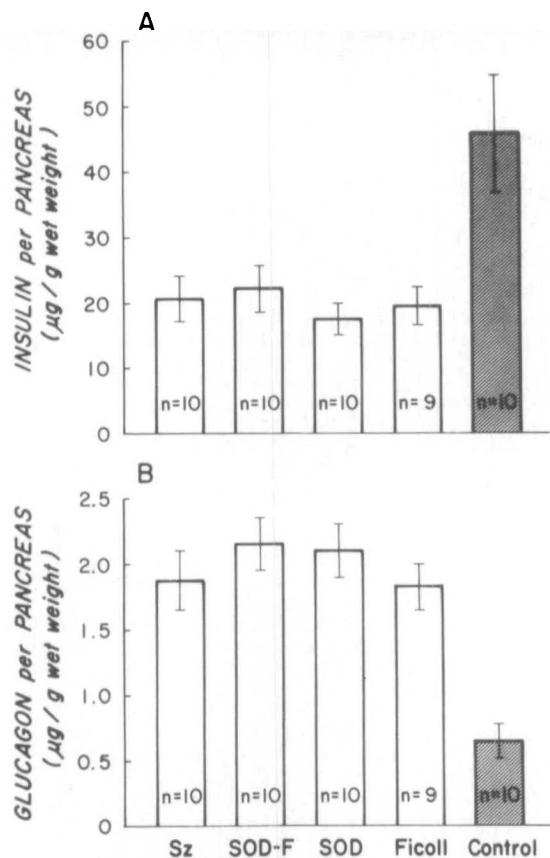 A
INSULIN per PANCREAS
(μg/g wet weight)
60
50
40
30
20
10
0
n=10
n=10
n=10
n=9
n=10
B
GLUCAGON per PANCREAS
(μg/g wet weight)
2.5
2.0
1.5
1.0
0.5
0
n=10
n=10
n=10
n=9
n=10
Sz SOD-F SOD Ficoll Control